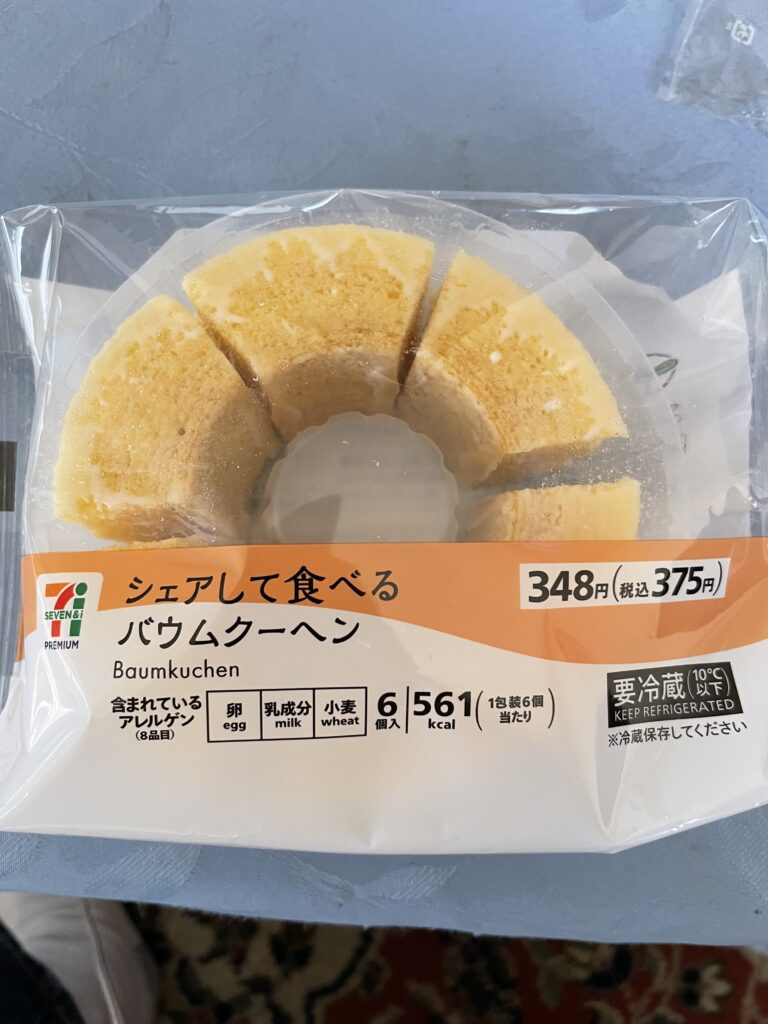 シェアして食べる
バウムクーヘン
Baumkuchen
348円(税込375円)
7i
SEVEN&i
PREMIUM
含まれている
アレルゲン
(8品目)
卵
egg
乳成分
milk
小麦
wheat
6
個入
561
kcal
(1包装6個
当たり)
要冷蔵(10℃
以下)
KEEP REFRIGERATED
※冷蔵保存してください